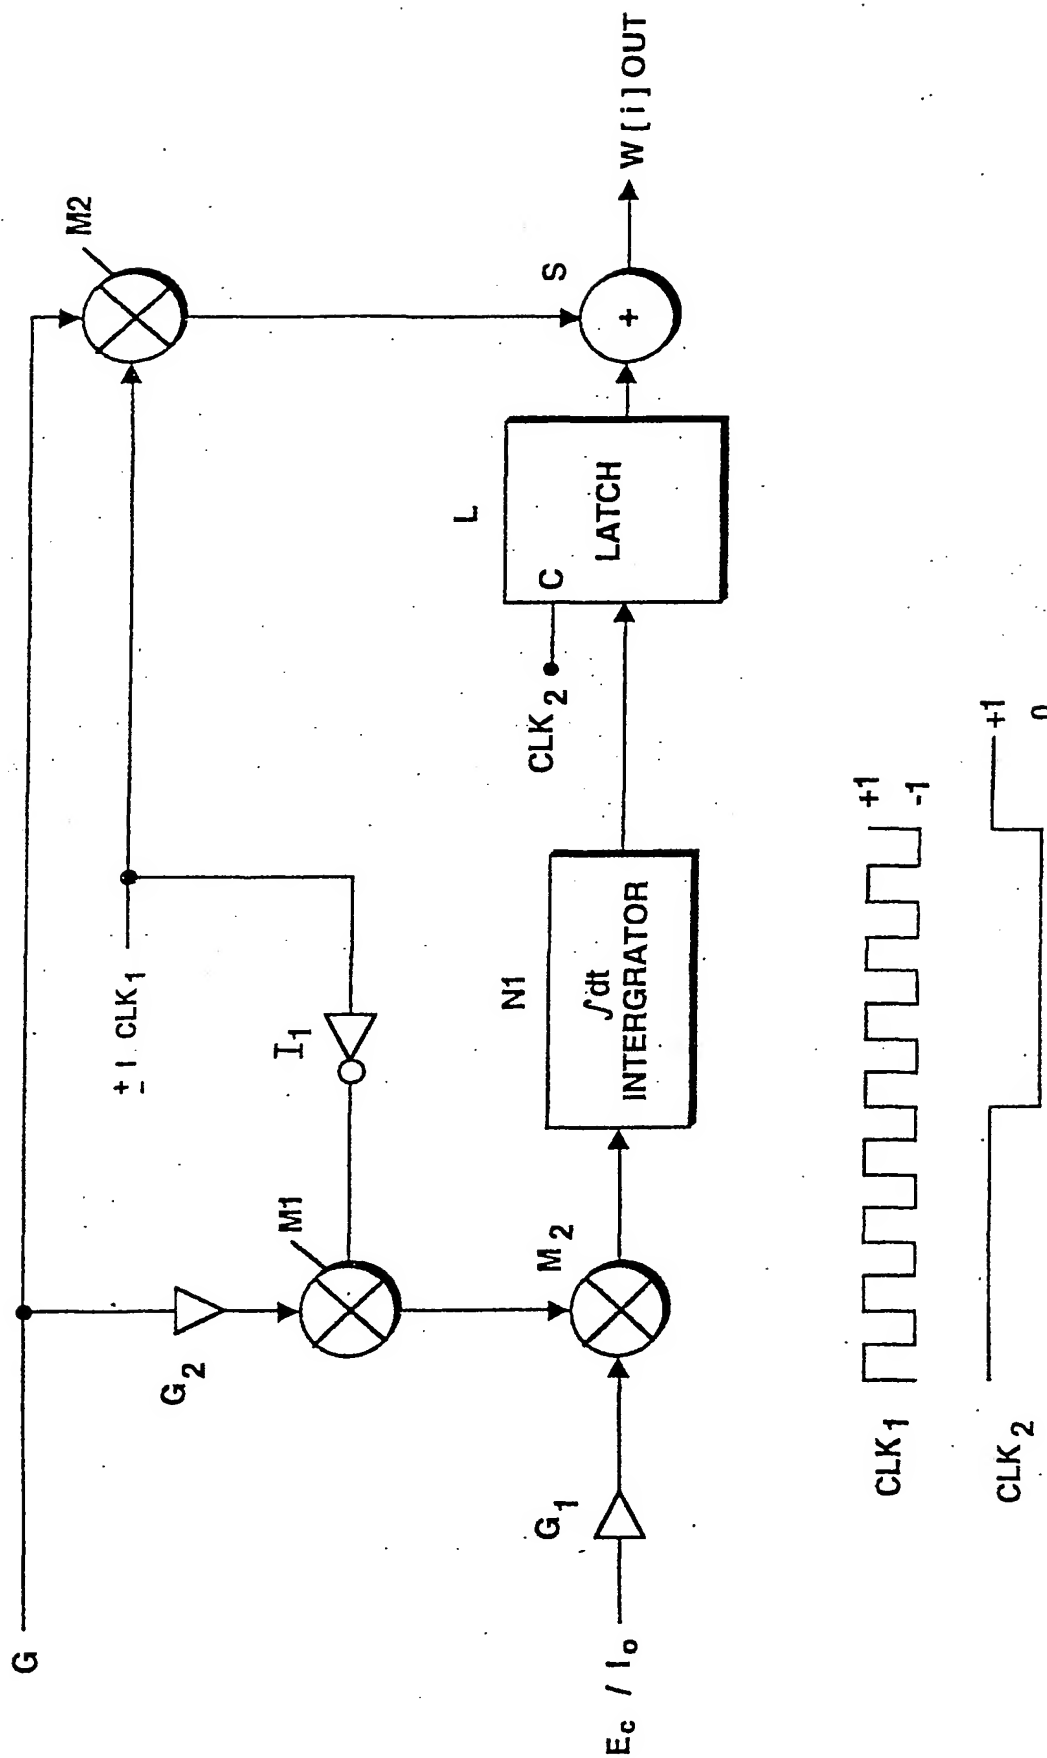 G
M2
± 1 CLK1
G2
I1
M1
S
W [ i ] OUT
+
L
C
LATCH
CLK2
N1
∫dt
INTERGRATOR
M2
G1
Ec / Io
CLK1
+1
-1
CLK2
+1
0